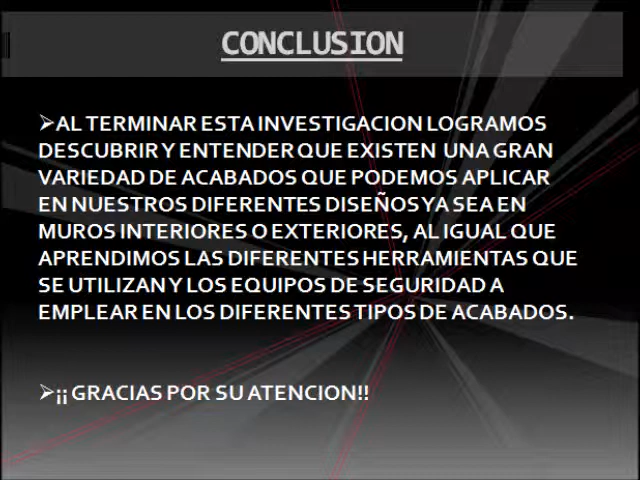 CONCLUSION
➢AL TERMINAR ESTA INVESTIGACION LOGRAMOS
DESCUBRIR Y ENTENDER QUE EXISTEN UNA GRAN
VARIEDAD DE ACABADOS QUE PODEMOS APLICAR
EN NUESTROS DIFERENTES DISEÑOS YA SEA EN
MUROS INTERIORES O EXTERIORES, AL IGUAL QUE
APRENDIMOS LAS DIFERENTES HERRAMIENTAS QUE
SE UTILIZAN Y LOS EQUIPOS DE SEGURIDAD A
EMPLEAR EN LOS DIFERENTES TIPOS DE ACABADOS.
➢¡¡ GRACIAS POR SU ATENCION!!